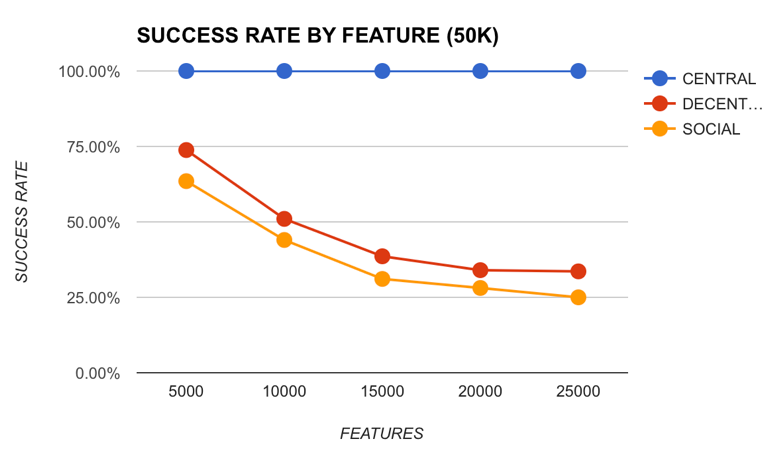 SUCCESS RATE BY FEATURE (50K)
100.00%
75.00%
50.00%
25.00%
0.00%
SUCCESS RATE
5000 10000 15000 20000 25000
FEATURES
CENTRAL
DECENT…
SOCIAL